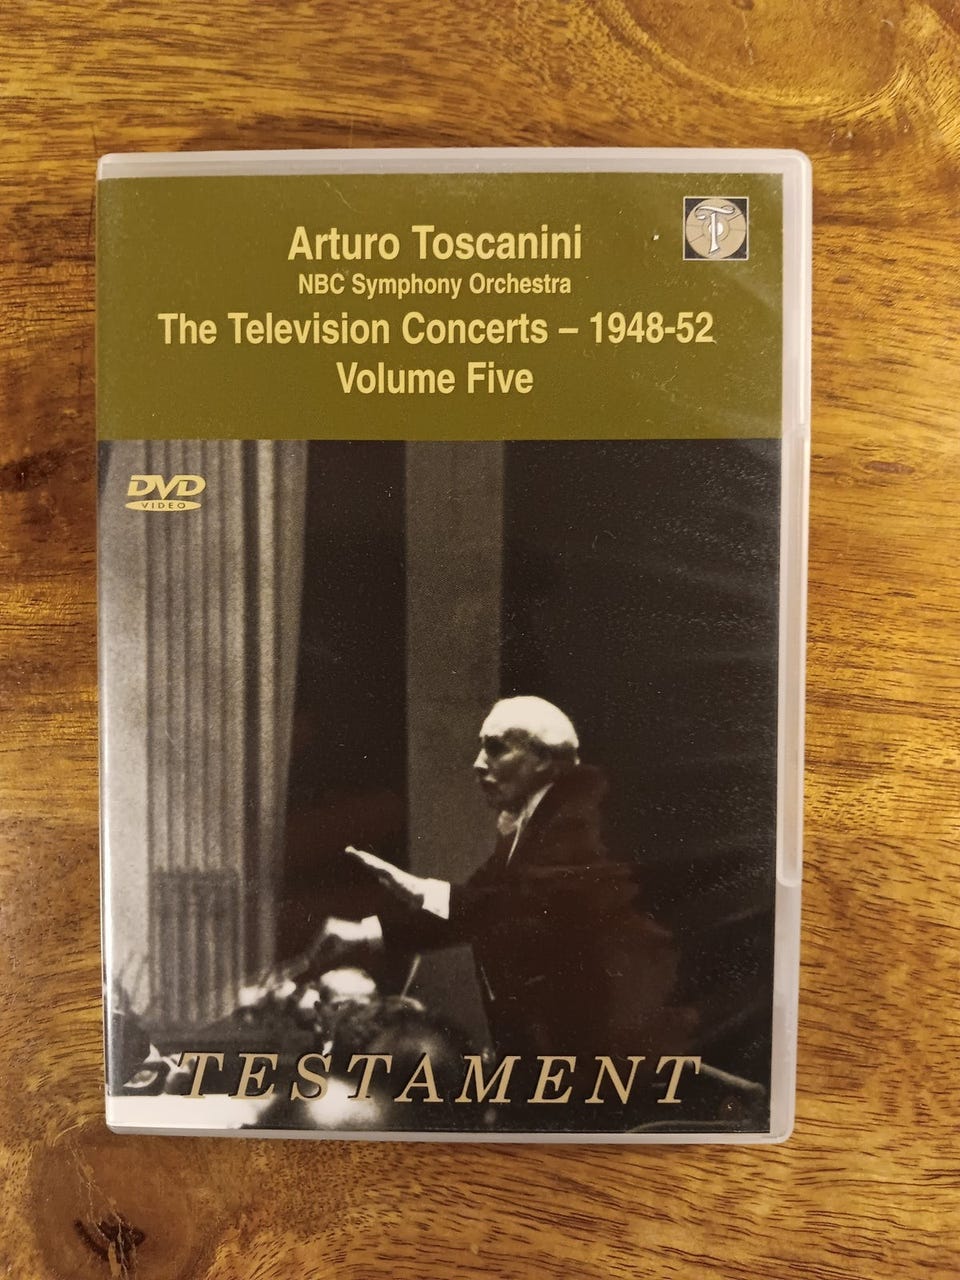 Arturo Toscanini
NBC Symphony Orchestra
The Television Concerts – 1948-52
Volume Five
DVD
VIDEO
TESTAMENT